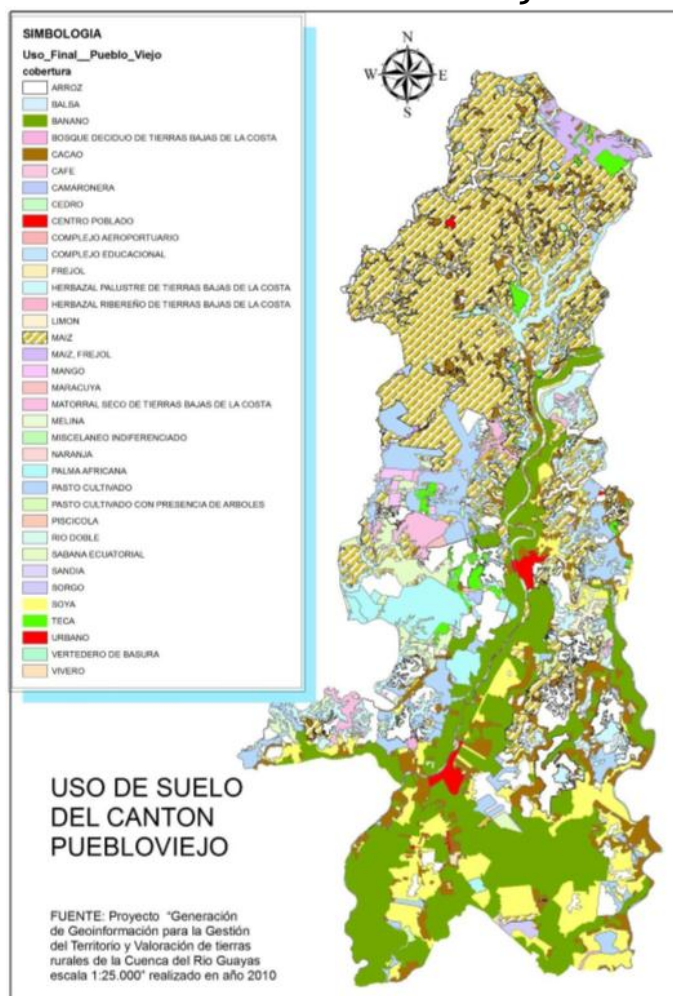 SIMBOLOGIA
Uso_Final__Pueblo_Viejo
cobertura
ARROZ
BALSA
BANANO
BOSQUE DECIDUO DE TIERRAS BAJAS DE LA COSTA
CACAO
CAFE
CAMARONERA
CEDRO
CENTRO POBLADO
COMPLEJO AEROPORTUARIO
COMPLEJO EDUCACIONAL
FREJOL
HERBAZAL PALUSTRE DE TIERRAS BAJAS DE LA COSTA
HERBAZAL RIBEREÑO DE TIERRAS BAJAS DE LA COSTA
LIMON
MAIZ
MAIZ, FREJOL
MANGO
MARACUYA
MATORRAL SECO DE TIERRAS BAJAS DE LA COSTA
MELINA
MISCELANEO INDIFERENCIADO
NARANJA
PALMA AFRICANA
PASTO CULTIVADO
PASTO CULTIVADO CON PRESENCIA DE ARBOLES
PISCICOLA
RIO DOBLE
SABANA ECUATORIAL
SANDIA
SORGO
SOYA
TECA
URBANO
VERTEDERO DE BASURA
VIVERO
N
W
E
S
USO DE SUELO
DEL CANTON
PUEBLOVIEJO
FUENTE: Proyecto "Generación
de Geoinformación para la Gestión
del Territorio y Valoración de tierras
rurales de la Cuenca del Rio Guayas
escala 1:25.000" realizado en año 2010